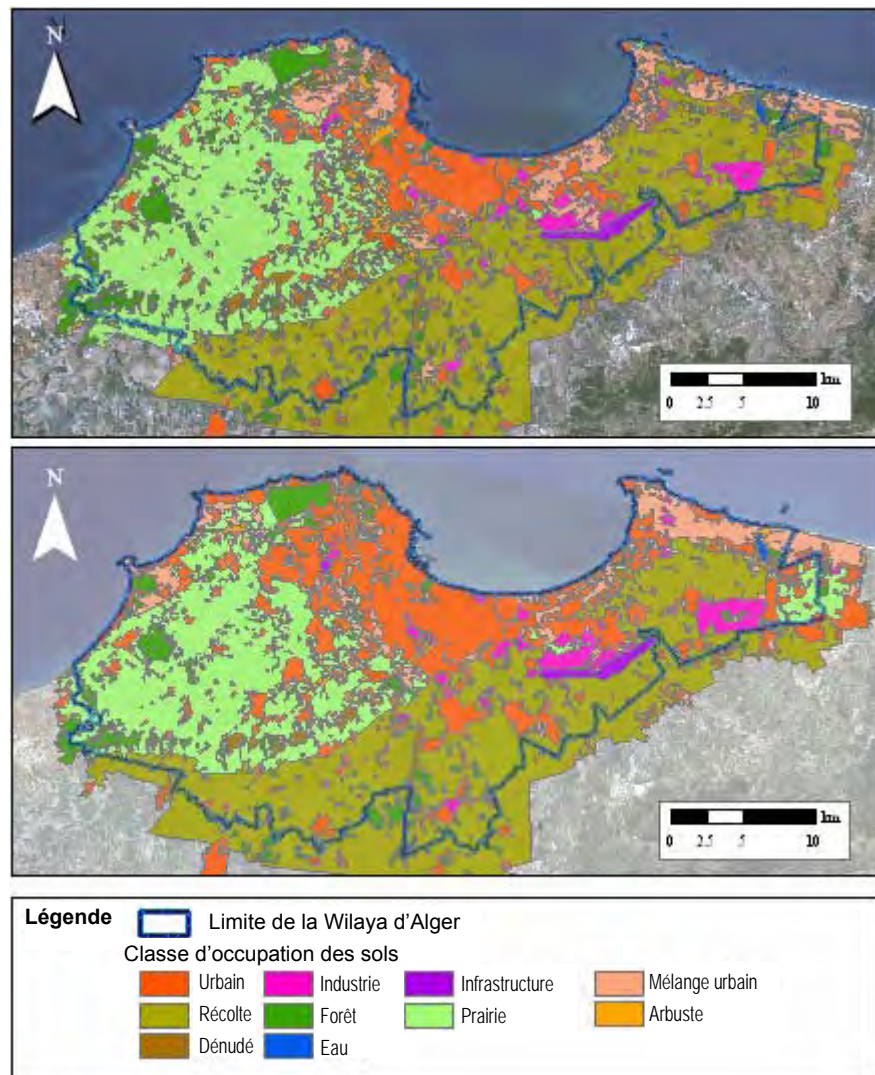 N
km
0 2.5 5 10
N
km
0 2.5 5 10
Légende
Limite de la Wilaya d'Alger
Classe d'occupation des sols
Urbain Industrie Infrastructure Mélange urbain
Récolte Forêt Prairie Arbuste
Dénudé Eau